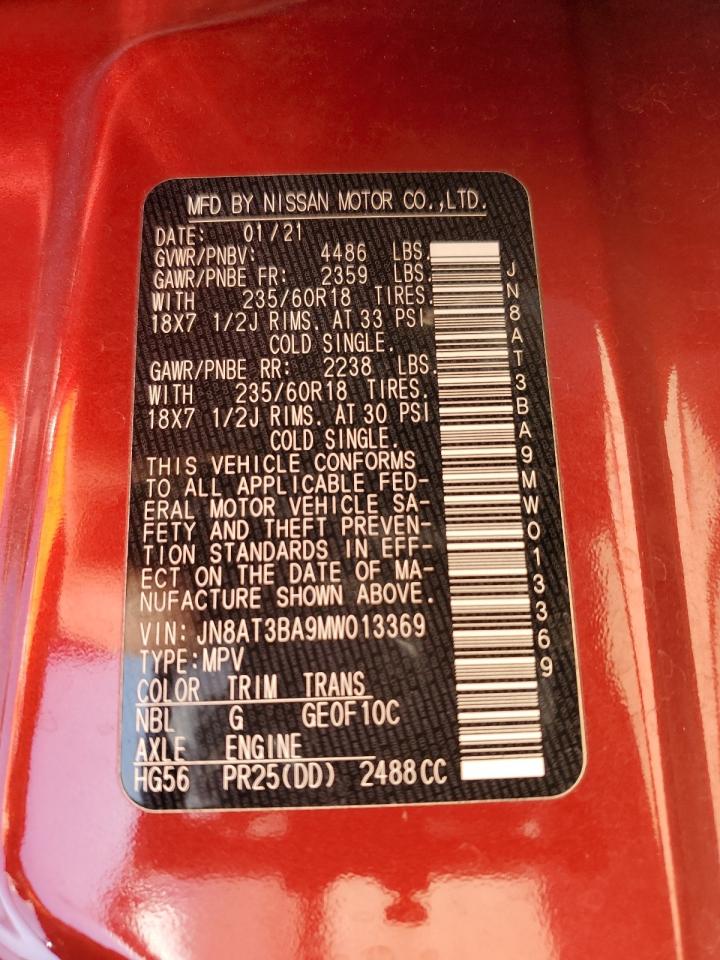 MFD BY NISSAN MOTOR CO.,LTD.
DATE: 01/21
GVWR/PNBV: 4486 LBS.
GAWR/PNBE FR: 2359 LBS.
WITH 235/60R18 TIRES.
18X7 1/2J RIMS. AT 33 PSI
COLD SINGLE.
GAWR/PNBE RR: 2238 LBS.
WITH 235/60R18 TIRES.
18X7 1/2J RIMS. AT 30 PSI
COLD SINGLE.
THIS VEHICLE CONFORMS
TO ALL APPLICABLE FED-
ERAL MOTOR VEHICLE SA-
FETY AND THEFT PREVEN-
TION STANDARDS IN EFF-
ECT ON THE DATE OF MA-
NUFACTURE SHOWN ABOVE.
VIN: JN8AT3BA9MW013369
TYPE:MPV
COLOR TRIM TRANS
NBL G GE0F10C
AXLE ENGINE
HG56 PR25(DD) 2488CC
JN8AT3BA9MW013369